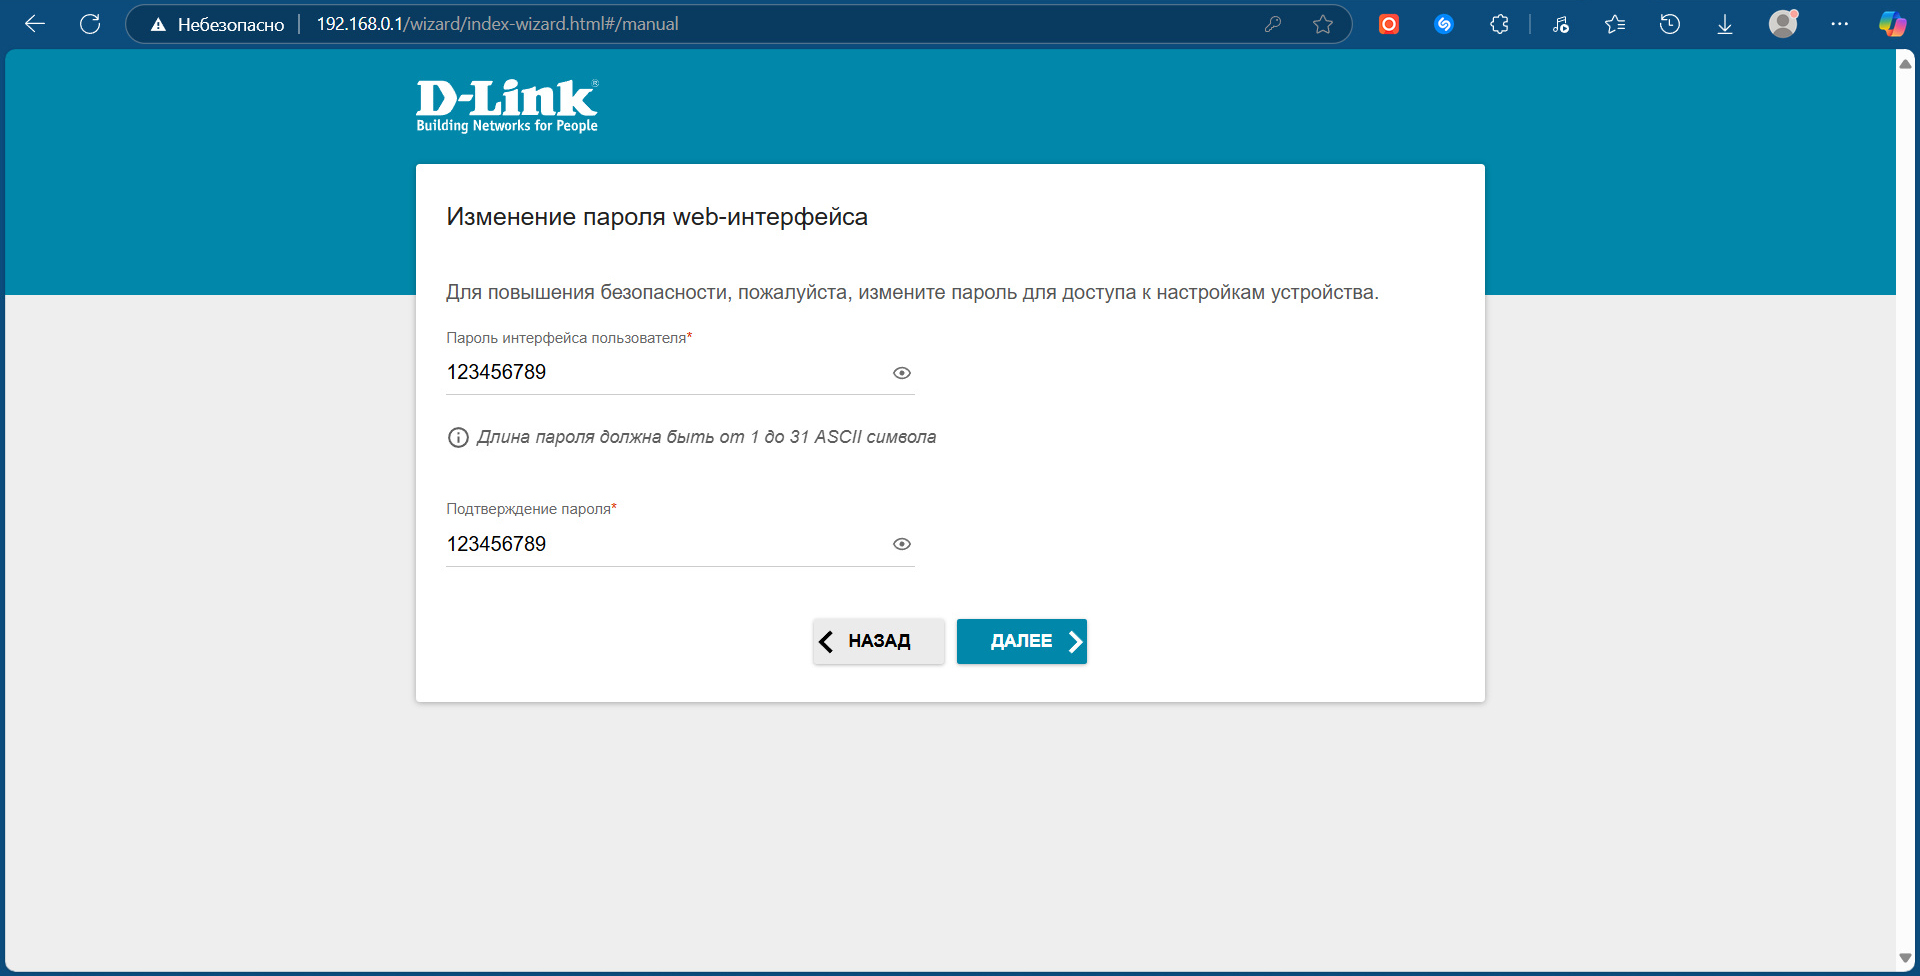 Небезопасно
192.168.0.1/wizard/index-wizard.html#/manual
D-Link®
Building Networks for People
Изменение пароля web-интерфейса
Для повышения безопасности, пожалуйста, измените пароль для доступа к настройкам устройства.
Пароль интерфейса пользователя*
123456789
Длина пароля должна быть от 1 до 31 ASCII символа
Подтверждение пароля*
123456789
НАЗАД
ДАЛЕЕ